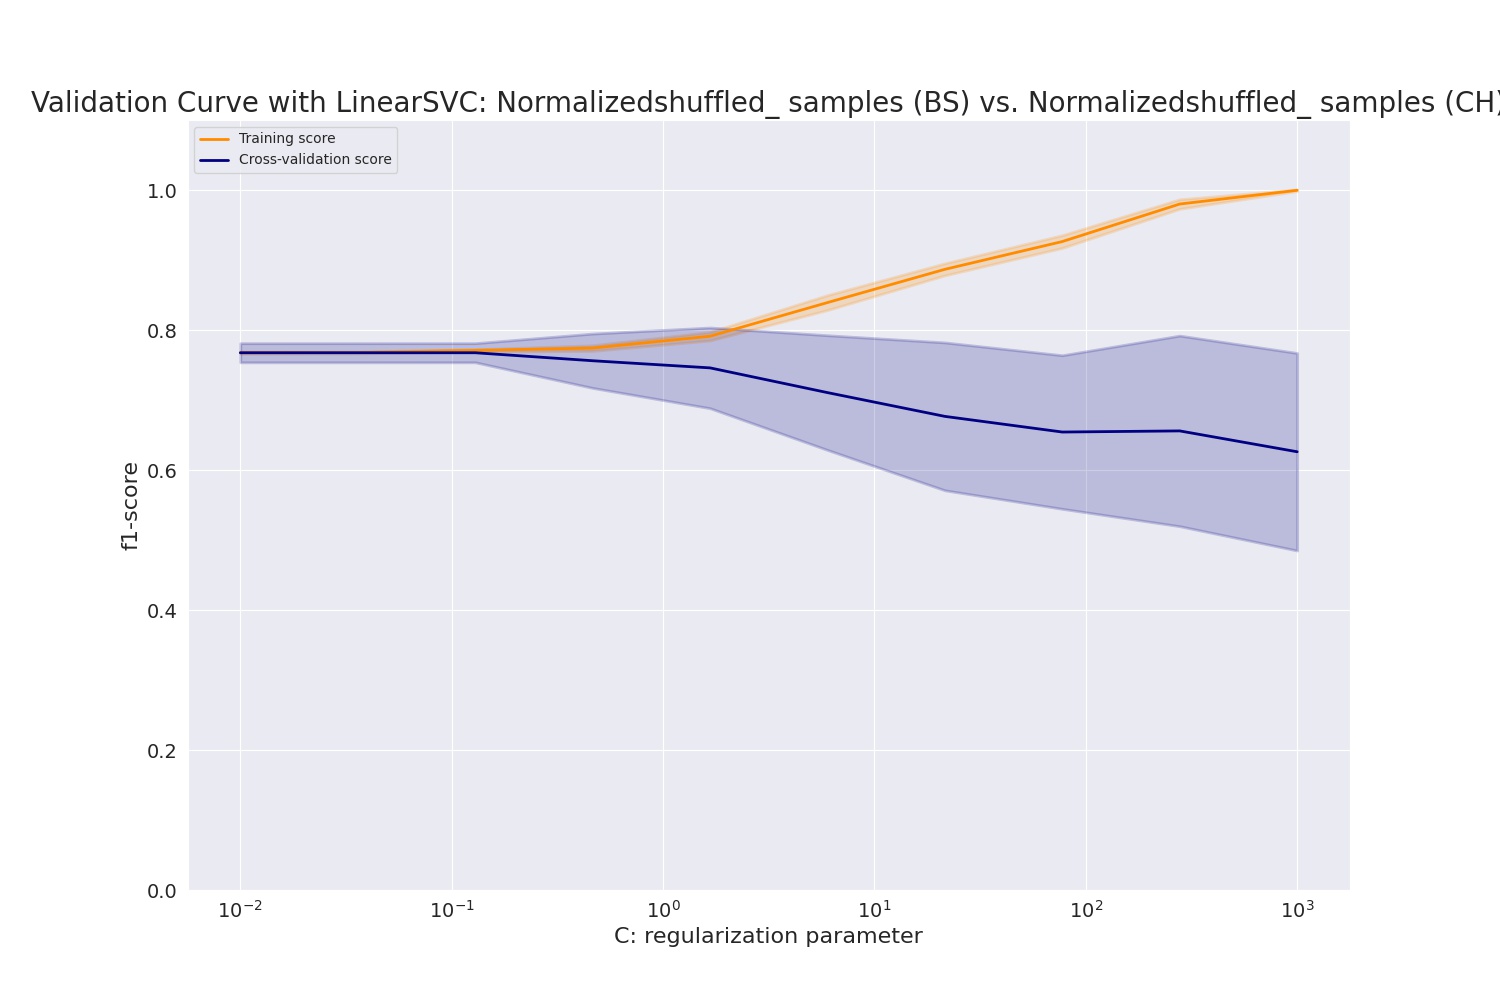 Validation Curve with LinearSVC: Normalizedshuffled_ samples (BS) vs. Normalizedshuffled_ samples (CH)
Training score
Cross-validation score
1.0
0.8
0.6
0.4
0.2
0.0
f1-score
10⁻² 10⁻¹ 10⁰ 10¹ 10² 10³
C: regularization parameter